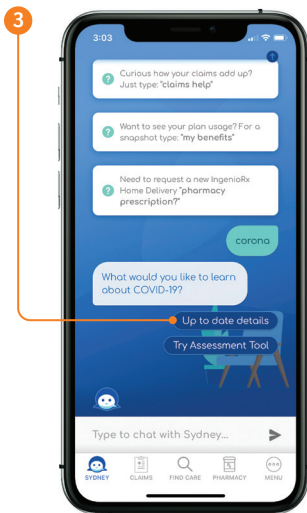 3
3:03
Curious how your claims add up?
Just type: "claims help"
Want to see your plan usage? For a
snapshot type: "my benefits"
Need to request a new IngenioRx
Home Delivery "pharmacy
prescription?"
corona
What would you like to learn
about COVID-19?
Up to date details
Try Assessment Tool
Type to chat with Sydney...
SYDNEY CLAIMS FIND CARE PHARMACY MENU